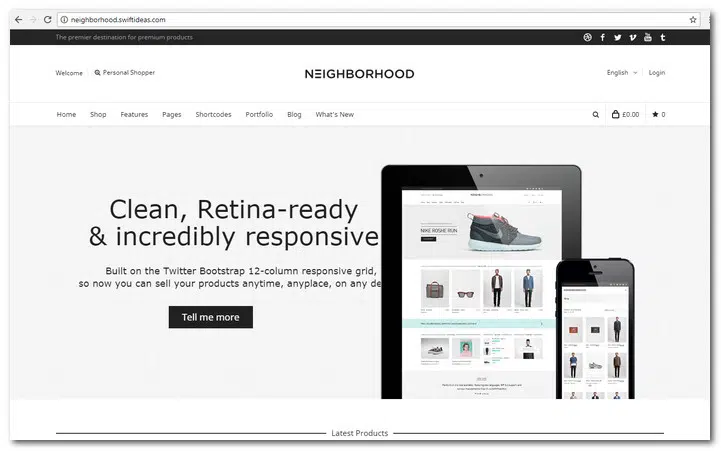 neighborhood.swiftideas.com
The premier destination for premium products
Welcome
Personal Shopper
NEIGHBORHOOD
English
Login
Home
Shop
Features
Pages
Shortcodes
Portfolio
Blog
What's New
£0.00
0
Clean, Retina-ready
& incredibly responsive
Built on the Twitter Bootstrap 12-column responsive grid,
so now you can sell your products anytime, anyplace, on any de
Tell me more
NIKE ROSHE RUN
Latest Products